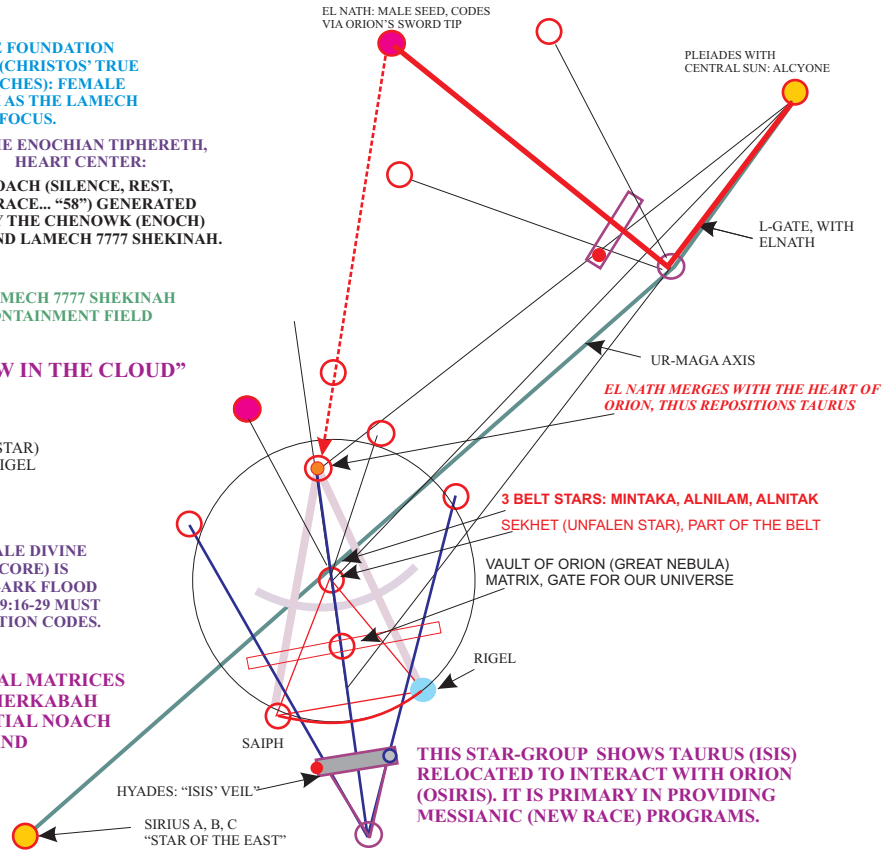 EL NATH: MALE SEED, CODES
VIA ORION'S SWORD TIP
E FOUNDATION
(CHRISTOS' TRUE
CHES): FEMALE
AS THE LAMECH
FOCUS.
HE ENOCHIAN TIPHERETH,
HEART CENTER:
OACH (SILENCE, REST,
RACE... “58”) GENERATED
Y THE CHENOWK (ENOCH)
ND LAMECH 7777 SHEKINAH.
MECH 7777 SHEKINAH
ONTAINMENT FIELD
W IN THE CLOUD”
STAR)
IGEL
ALE DIVINE
CORE) IS
-ARK FLOOD
9:16-29 MUST
TION CODES.
AL MATRICES
MERKABAH
TIAL NOACH
AND
PLEIADES WITH
CENTRAL SUN: ALCYONE
L-GATE, WITH
ELNATH
UR-MAGA AXIS
EL NATH MERGES WITH THE HEART OF
ORION, THUS REPOSITIONS TAURUS
3 BELT STARS: MINTAKA, ALNILAM, ALNITAK
SEKHET (UNFALEN STAR), PART OF THE BELT
VAULT OF ORION (GREAT NEBULA)
MATRIX, GATE FOR OUR UNIVERSE
RIGEL
SAIPH
HYADES: “ISIS’ VEIL”
SIRIUS A, B, C
“STAR OF THE EAST”
THIS STAR-GROUP SHOWS TAURUS (ISIS)
RELOCATED TO INTERACT WITH ORION
(OSIRIS). IT IS PRIMARY IN PROVIDING
MESSIANIC (NEW RACE) PROGRAMS.